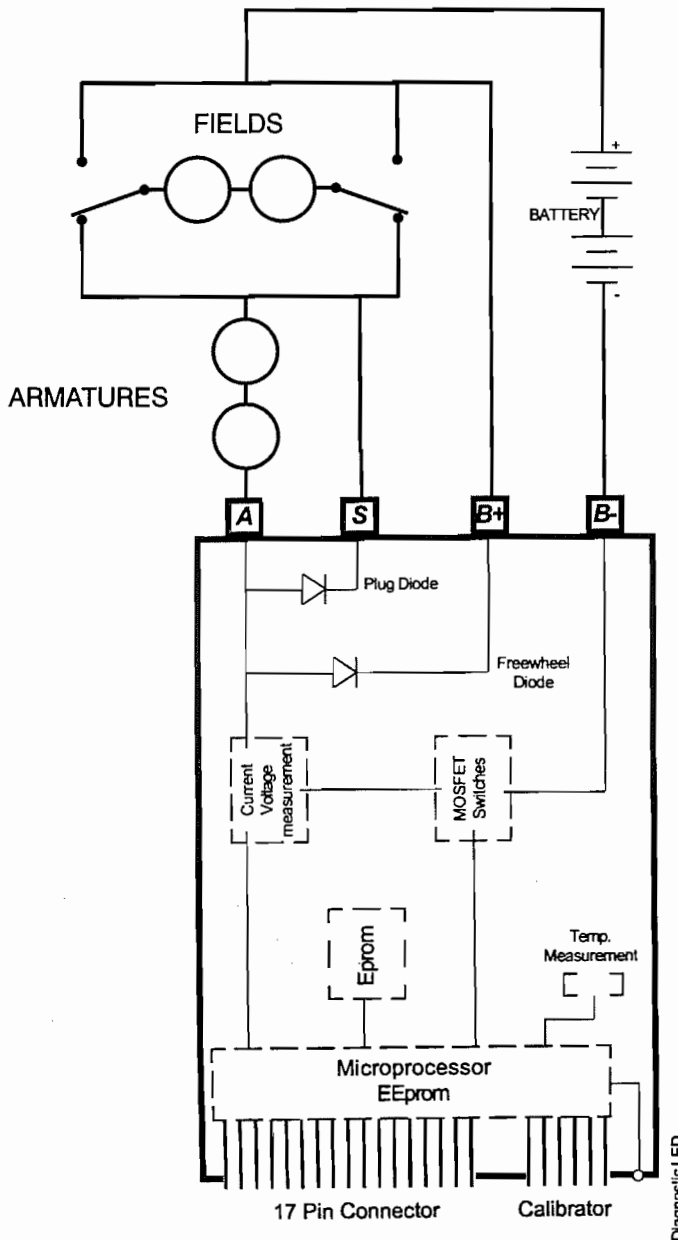 FIELDS
+
BATTERY
-
ARMATURES
A
S
B+
B-
Plug Diode
Freewheel
Diode
Current
Voltage
measurement
MOSFET
Switches
Eprom
Temp.
Measurement
Microprocessor
EEprom
17 Pin Connector
Calibrator
Diagnostic LED